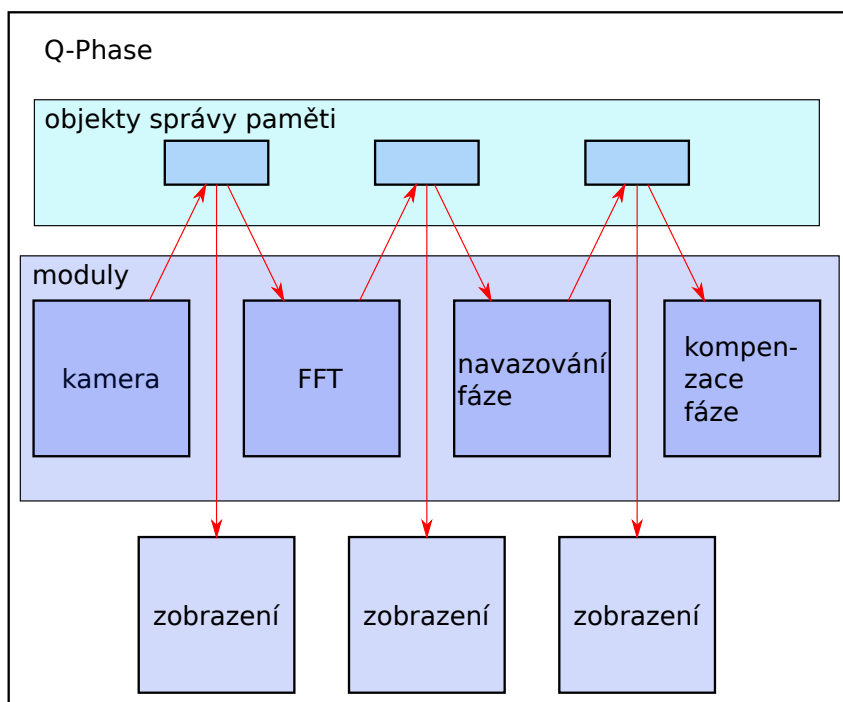 Q-Phase
objekty správy paměti
moduly
kamera
FFT
navazování
fáze
kompen-
zace
fáze
zobrazení
zobrazení
zobrazení